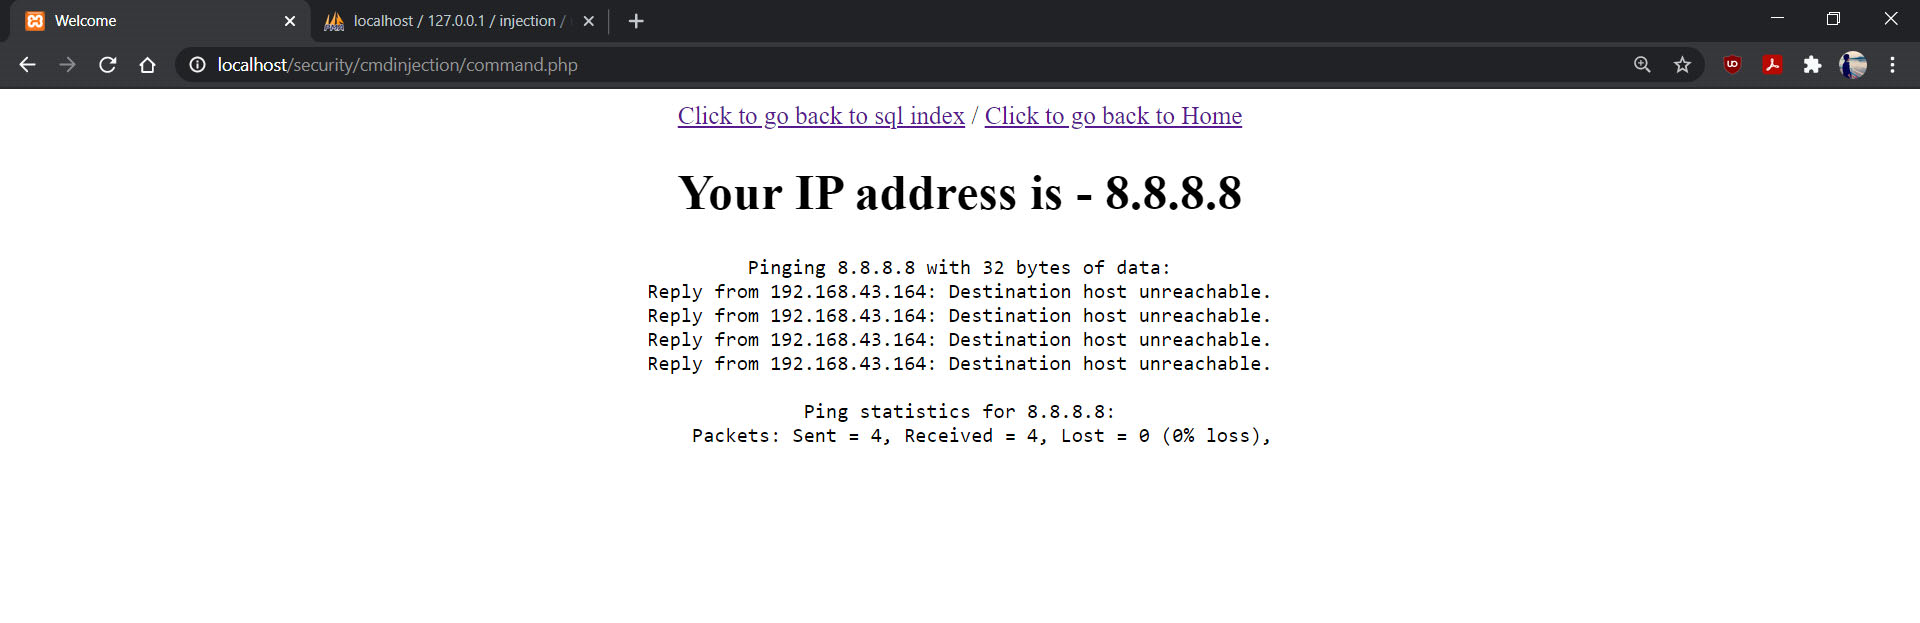 Welcome
localhost / 127.0.0.1 / injection /
localhost/security/cmdinjection/command.php
Click to go back to sql index / Click to go back to Home
Your IP address is - 8.8.8.8
Pinging 8.8.8.8 with 32 bytes of data:
Reply from 192.168.43.164: Destination host unreachable.
Reply from 192.168.43.164: Destination host unreachable.
Reply from 192.168.43.164: Destination host unreachable.
Reply from 192.168.43.164: Destination host unreachable.
Ping statistics for 8.8.8.8:
Packets: Sent = 4, Received = 4, Lost = 0 (0% loss),